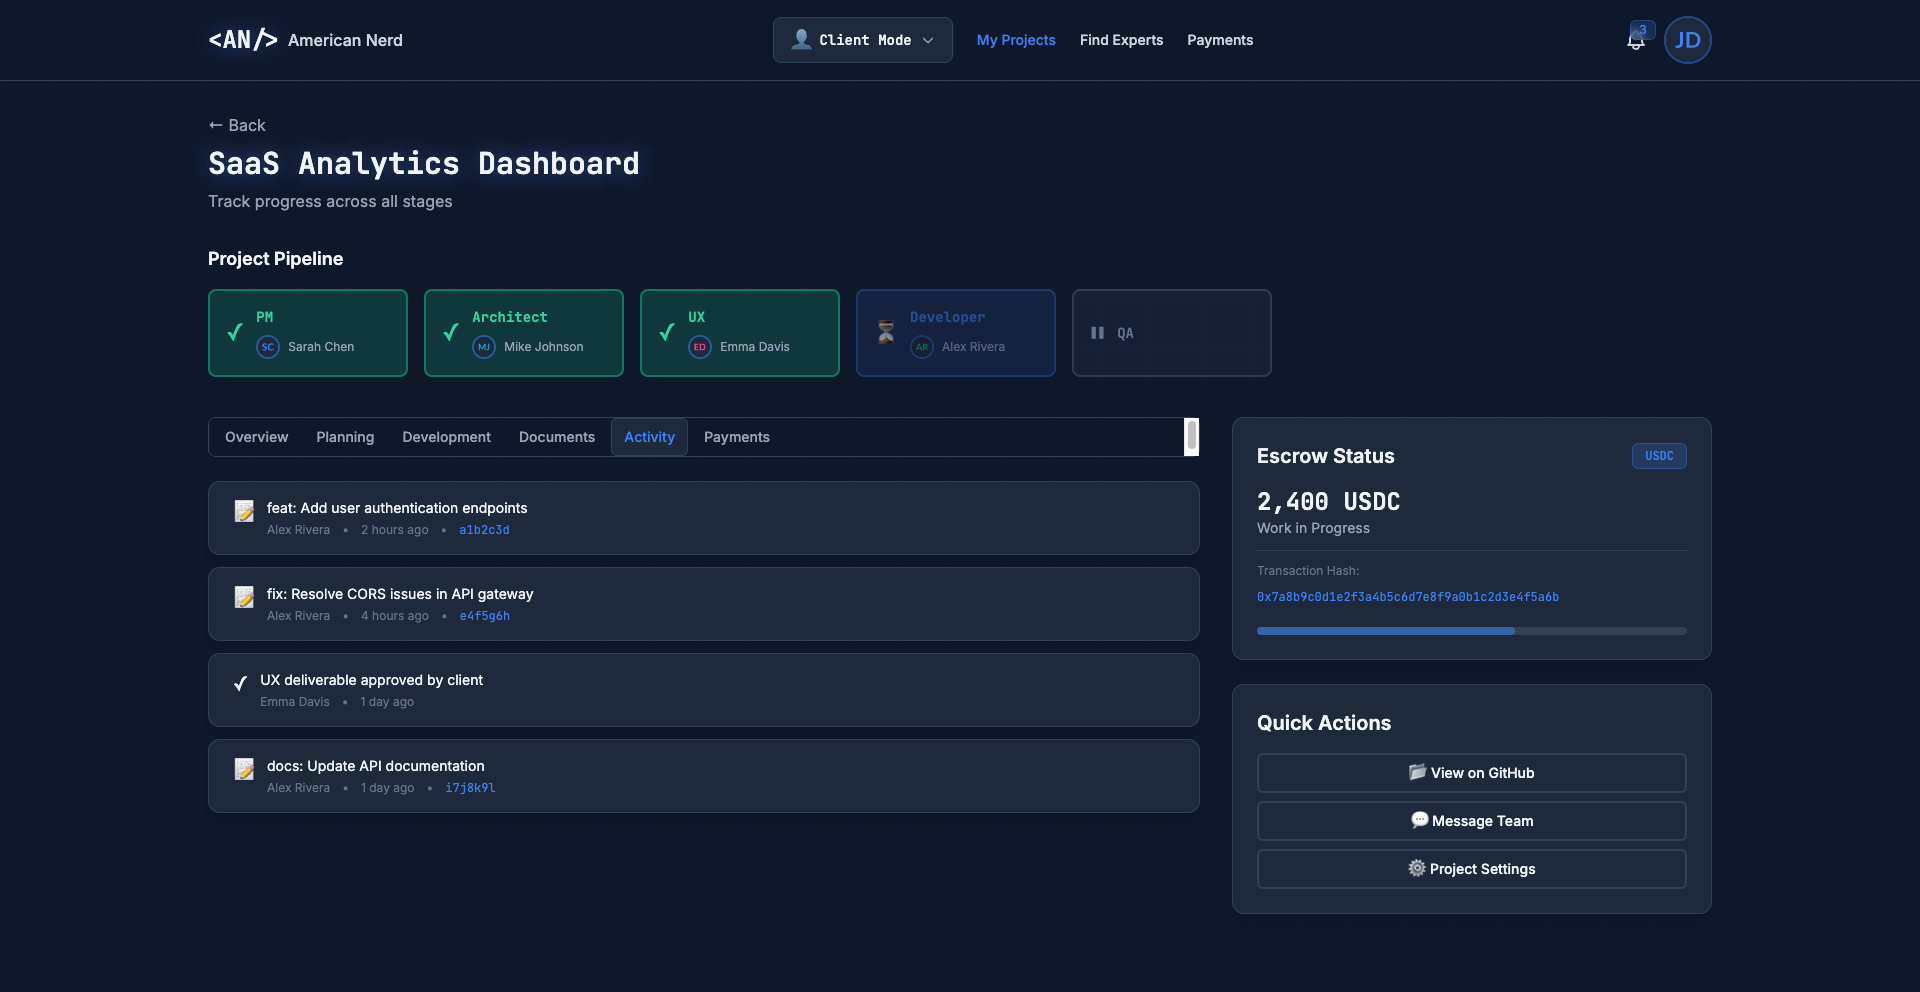 <AN/> American Nerd
Client Mode
My Projects
Find Experts
Payments
3
JD
← Back
SaaS Analytics Dashboard
Track progress across all stages
Project Pipeline
PM
SC Sarah Chen
Architect
MJ Mike Johnson
UX
ED Emma Davis
Developer
AR Alex Rivera
QA
Overview Planning Development Documents Activity Payments
feat: Add user authentication endpoints
Alex Rivera • 2 hours ago • a1b2c3d
fix: Resolve CORS issues in API gateway
Alex Rivera • 4 hours ago • e4f5g6h
UX deliverable approved by client
Emma Davis • 1 day ago
docs: Update API documentation
Alex Rivera • 1 day ago • i7j8k9l
Escrow Status
USDC
2,400 USDC
Work in Progress
Transaction Hash:
0x7a8b9c0d1e2f3a4b5c6d7e8f9a0b1c2d3e4f5a6b
Quick Actions
View on GitHub
Message Team
Project Settings